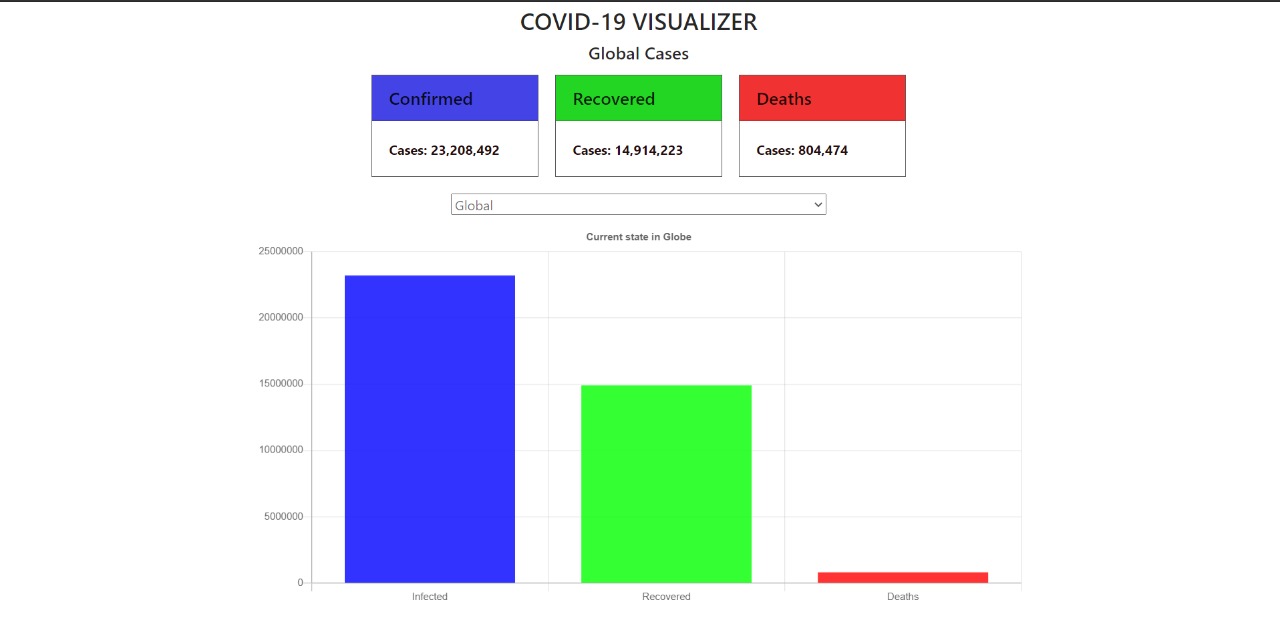 COVID-19 VISUALIZER
Global Cases
Confirmed
Recovered
Deaths
Cases: 23,208,492
Cases: 14,914,223
Cases: 804,474
Global
Current state in Globe
25000000
20000000
15000000
10000000
5000000
0
Infected
Recovered
Deaths